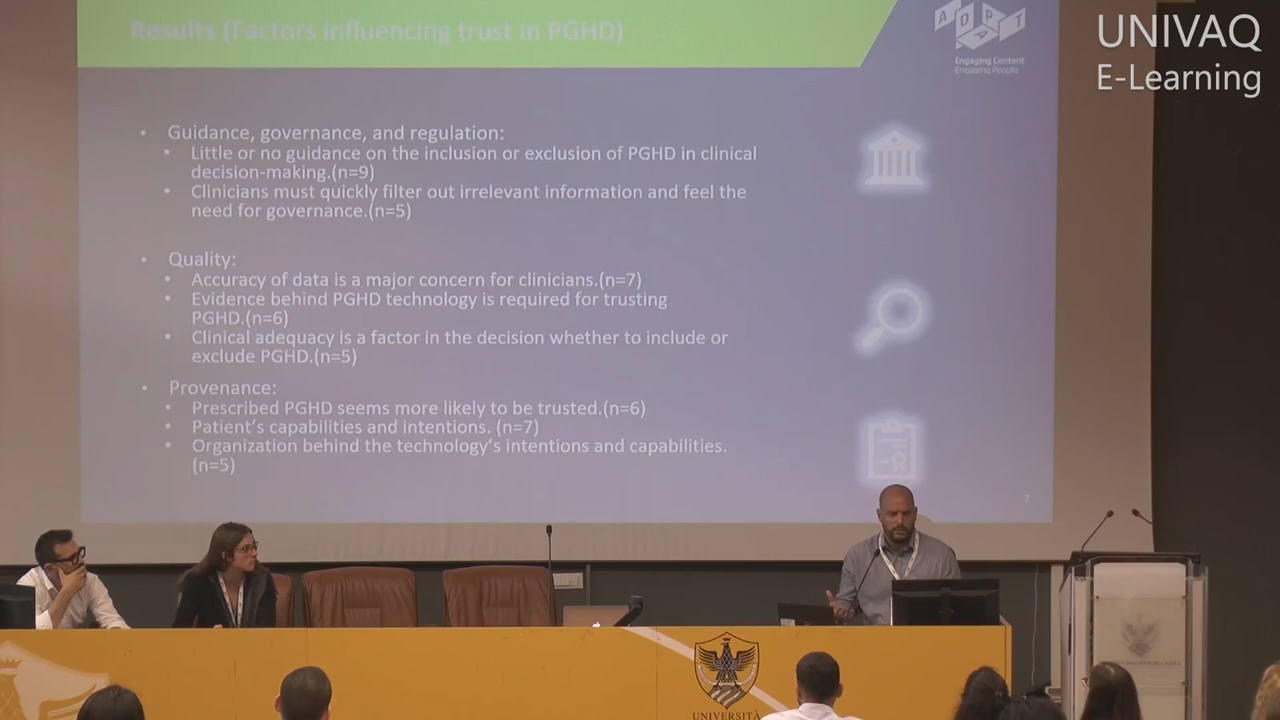 Results (Factors influencing trust in PGHD)
ADAPT
Engaging Content
Engaging People
UNIVAQ
E-Learning
• Guidance, governance, and regulation:
• Little or no guidance on the inclusion or exclusion of PGHD in clinical
decision-making.(n=9)
• Clinicians must quickly filter out irrelevant information and feel the
need for governance.(n=5)
• Quality:
• Accuracy of data is a major concern for clinicians.(n=7)
• Evidence behind PGHD technology is required for trusting
PGHD.(n=6)
• Clinical adequacy is a factor in the decision whether to include or
exclude PGHD.(n=5)
• Provenance:
• Prescribed PGHD seems more likely to be trusted.(n=6)
• Patient's capabilities and intentions. (n=7)
• Organization behind the technology's intentions and capabilities.
(n=5)
7
UNIVERSITÀ